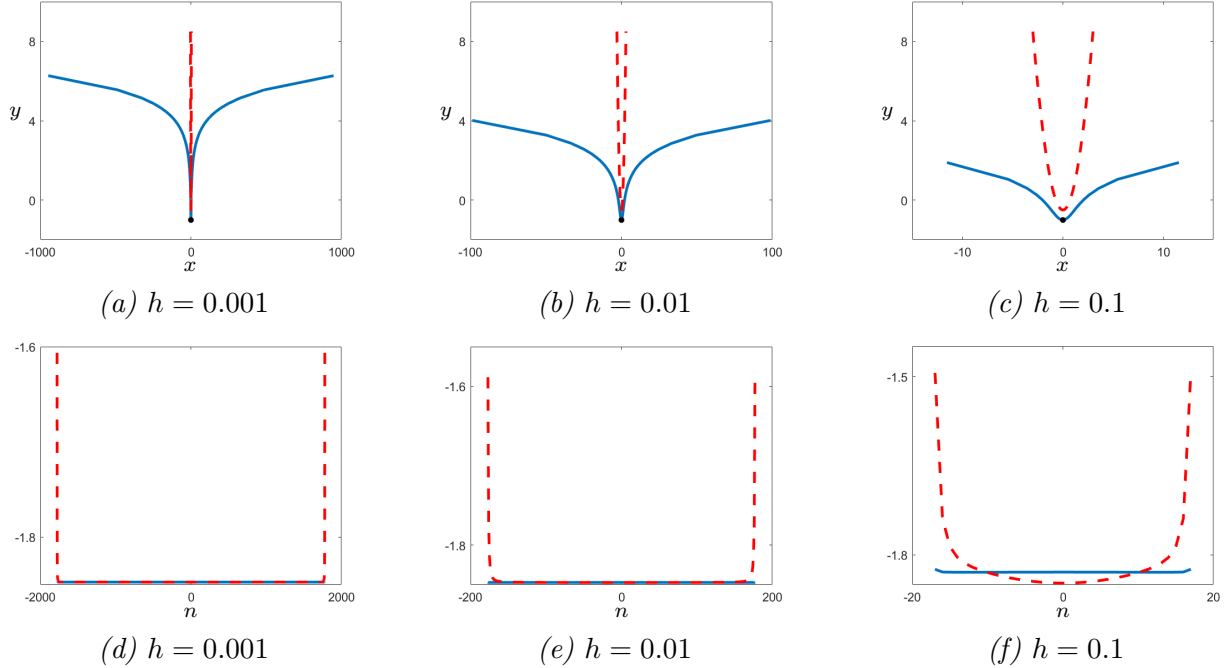 8
4
y
0
-1000
0
1000
x
(a) h = 0.001
8
4
y
0
-100
0
100
x
(b) h = 0.01
8
y
4
0
-10
0
10
x
(c) h = 0.1
-1.6
-1.8
-2000
0
2000
n
(d) h = 0.001
-1.6
-1.8
-200
0
200
n
(e) h = 0.01
-1.5
-1.8
-20
0
20
n
(f) h = 0.1